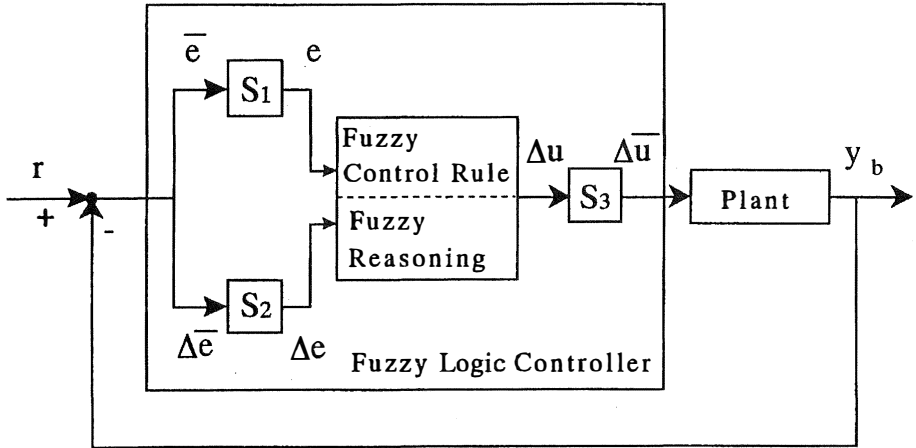 e̅ e
S₁
Fuzzy
Control Rule
Fuzzy
Reasoning
Δu Δu̅
S₃
r
+
-
Plant
y b
S₂
Δe̅ Δe
Fuzzy Logic Controller